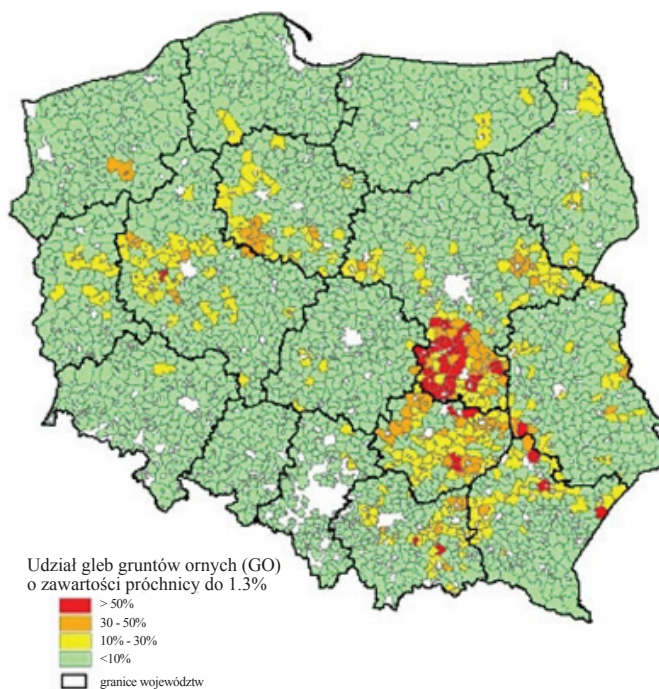 Udział gleb gruntów ornych (GO)
o zawartości próchnicy do 1.3%
> 50%
30 - 50%
10% - 30%
<10%
granice województw